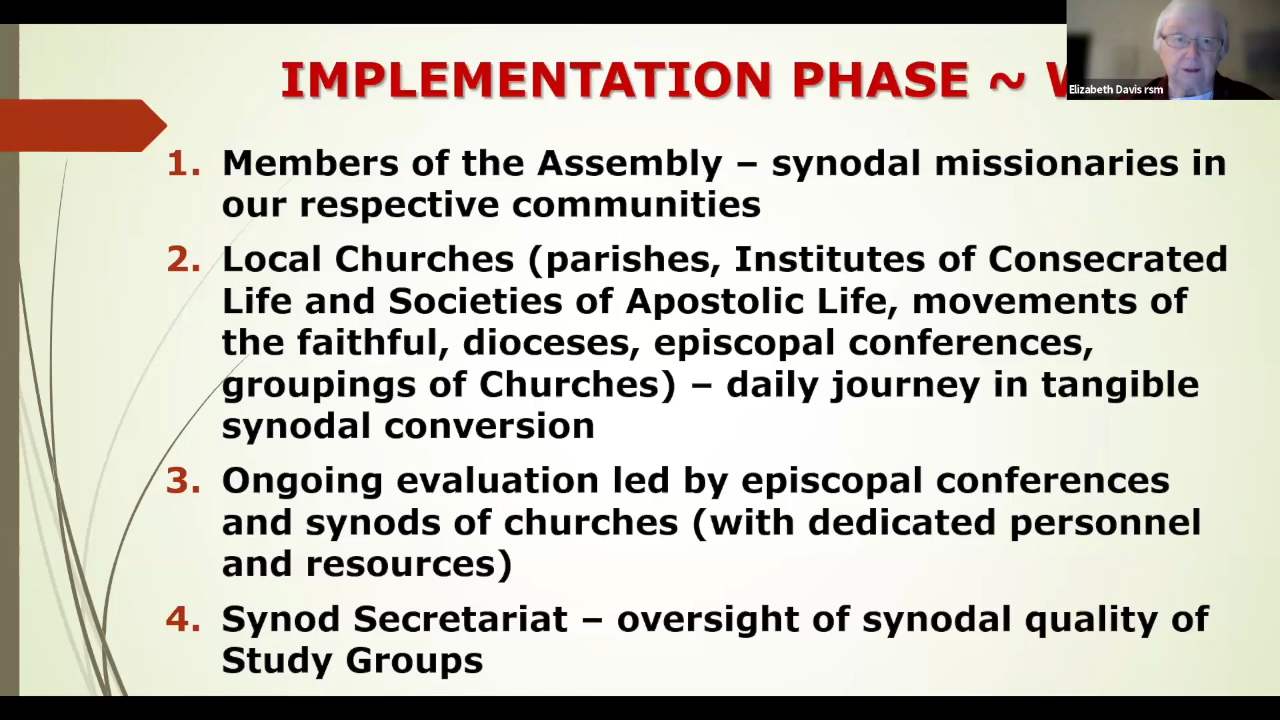 IMPLEMENTATION PHASE ~
Elizabeth Davis rsm
1. Members of the Assembly – synodal missionaries in
our respective communities
2. Local Churches (parishes, Institutes of Consecrated
Life and Societies of Apostolic Life, movements of
the faithful, dioceses, episcopal conferences,
groupings of Churches) – daily journey in tangible
synodal conversion
3. Ongoing evaluation led by episcopal conferences
and synods of churches (with dedicated personnel
and resources)
4. Synod Secretariat – oversight of synodal quality of
Study Groups